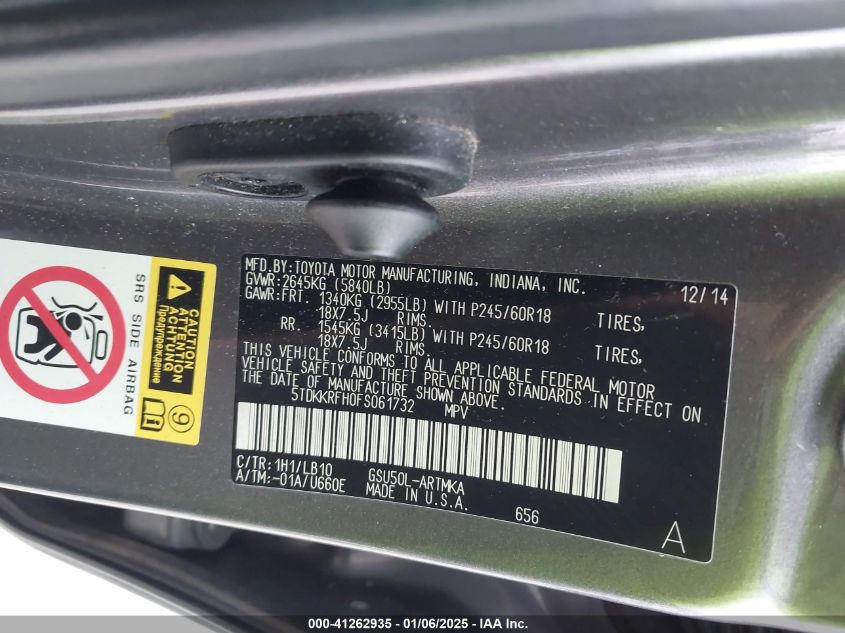 SRS SIDE AIRBAG
CAUTION
ATTENTION
ACHTUNG
Предупреждение
9
MFD.BY:TOYOTA MOTOR MANUFACTURING, INDIANA, INC. 12/14
GVWR:2645KG (5840LB)
GAWR:FRT. 1340KG (2955LB) WITH P245/60R18 TIRES,
18X7.5J RIMS.
RR. 1545KG (3415LB) WITH P245/60R18 TIRES,
18X7.5J RIMS.
THIS VEHICLE CONFORMS TO ALL APPLICABLE FEDERAL MOTOR
VEHICLE SAFETY AND THEFT PREVENTION STANDARDS IN EFFECT ON
THE DATE OF MANUFACTURE SHOWN ABOVE.
5TDKKRFH0FS061732 MPV
C/TR:1H1/LB10 GSU50L-ARTMKA
A/TM:-01A/U660E MADE IN U.S.A.
656
A
000-41262935 - 01/06/2025 - IAA Inc.